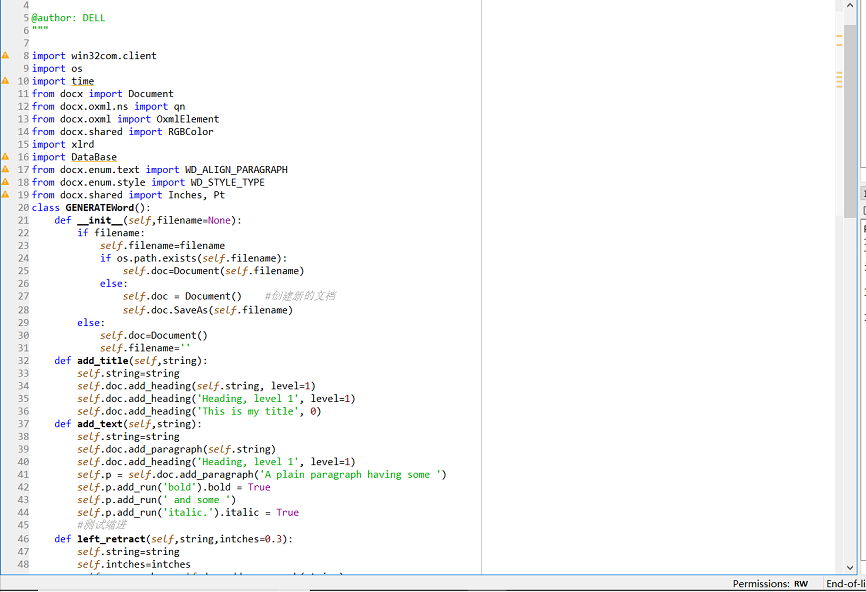 4
5 @author: DELL
6 """
7
8 import win32com.client
9 import os
10 import time
11 from docx import Document
12 from docx.oxml.ns import qn
13 from docx.oxml import OxmlElement
14 from docx.shared import RGBColor
15 import xlrd
16 import DataBase
17 from docx.enum.text import WD_ALIGN_PARAGRAPH
18 from docx.enum.style import WD_STYLE_TYPE
19 from docx.shared import Inches, Pt
20 class GENERATEWord():
21     def __init__(self,filename=None):
22         if filename:
23             self.filename=filename
24             if os.path.exists(self.filename):
25                 self.doc=Document(self.filename)
26             else:
27                 self.doc = Document()    #创建新的文档
28                 self.doc.SaveAs(self.filename)
29         else:
30             self.doc=Document()
31             self.filename=''
32     def add_title(self,string):
33         self.string=string
34         self.doc.add_heading(self.string, level=1)
35         self.doc.add_heading('Heading, level 1', level=1)
36         self.doc.add_heading('This is my title', 0)
37     def add_text(self,string):
38         self.string=string
39         self.doc.add_paragraph(self.string)
40         self.doc.add_heading('Heading, level 1', level=1)
41         self.p = self.doc.add_paragraph('A plain paragraph having some ')
42         self.p.add_run('bold').bold = True
43         self.p.add_run(' and some ')
44         self.p.add_run('italic.').italic = True
45         #测试缩进
46     def left_retract(self,string,intches=0.3):
47         self.string=string
48         self.intches=intches
Permissions: RW End-of-li